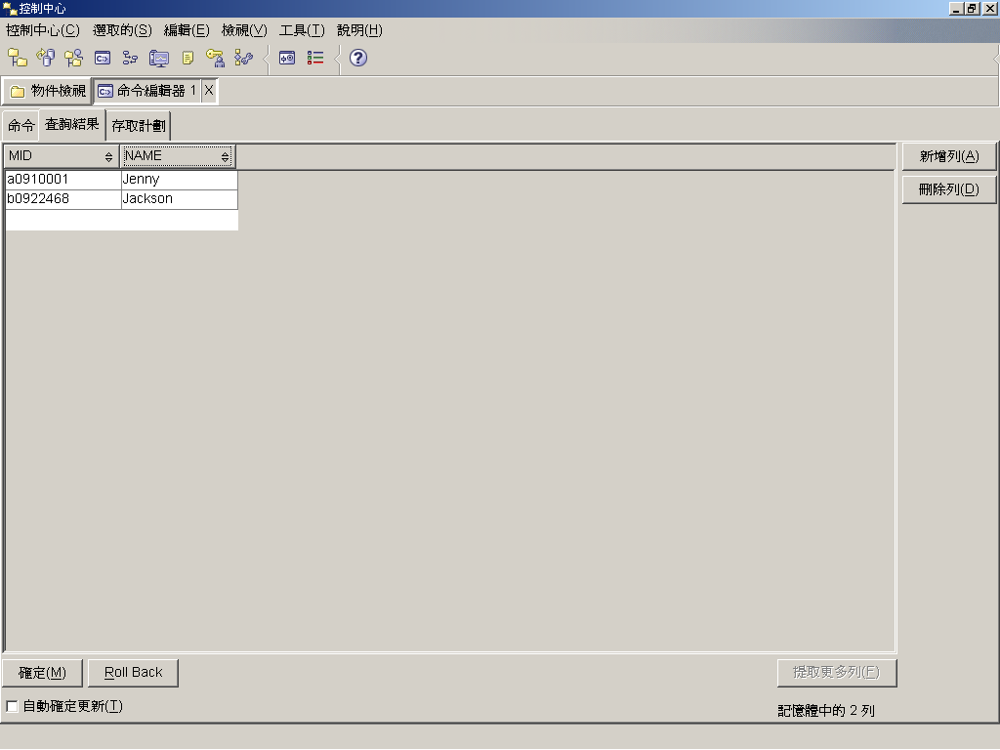 控制中心
控制中心(C) 選取的(S) 編輯(E) 檢視(V) 工具(T) 說明(H)
物件檢視 命令編輯器 1 X
命令 查詢結果 存取計劃
MID NAME
a0910001 Jenny
b0922468 Jackson
新增列(A)
刪除列(D)
確定(M) Roll Back 提取更多列(F)
自動確定更新(T)
記憶體中的 2 列